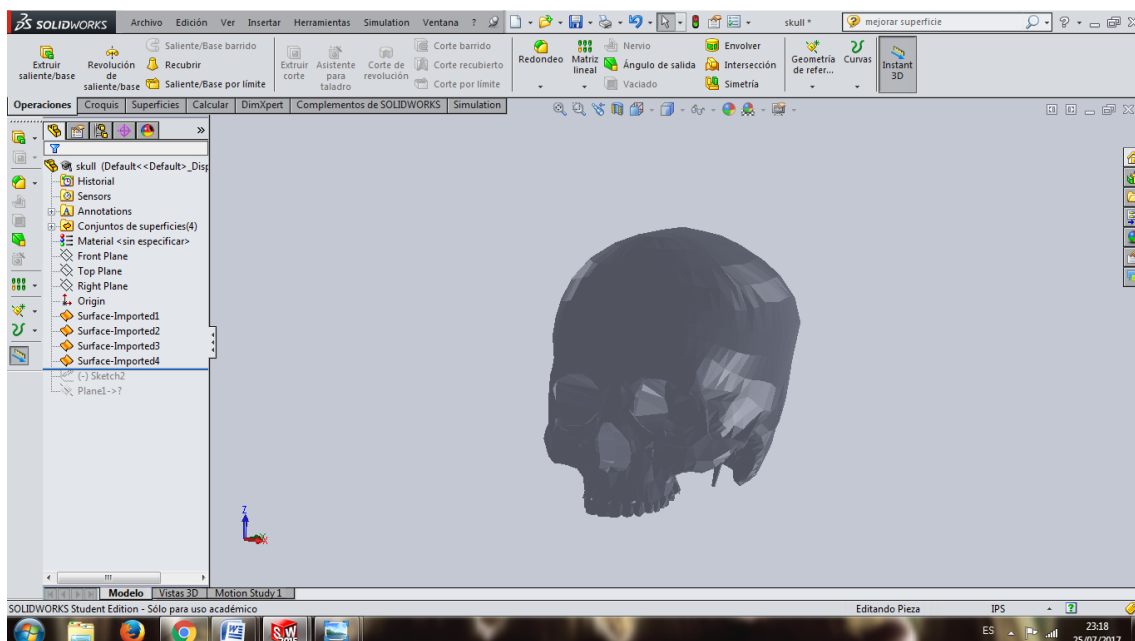 SOLIDWORKS Archivo Edición Ver Insertar Herramientas Simulation Ventana ? skull * mejorar superficie
Extruir saliente/base
Revolución de saliente/base
Saliente/Base barrido
Recubrir
Saliente/Base por límite
Extruir corte
Asistente para taladro
Corte de revolución
Corte barrido
Corte recubierto
Corte por límite
Redondeo
Matriz lineal
Nervio
Ángulo de salida
Vaciado
Envolver
Intersección
Simetría
Geometría de refer...
Curvas
Instant 3D
Operaciones Croquis Superficies Calcular DimXpert Complementos de SOLIDWORKS Simulation
skull (Default<<Default>_Disp
Historial
Sensors
Annotations
Conjuntos de superficies(4)
Material <sin especificar>
Front Plane
Top Plane
Right Plane
Origin
Surface-Imported1
Surface-Imported2
Surface-Imported3
Surface-Imported4
(-) Sketch2
Plane1->?
Z
Modelo Vistas 3D Motion Study 1
SOLIDWORKS Student Edition - Sólo para uso académico Editando Pieza IPS
ES 23:18
25/07/2017